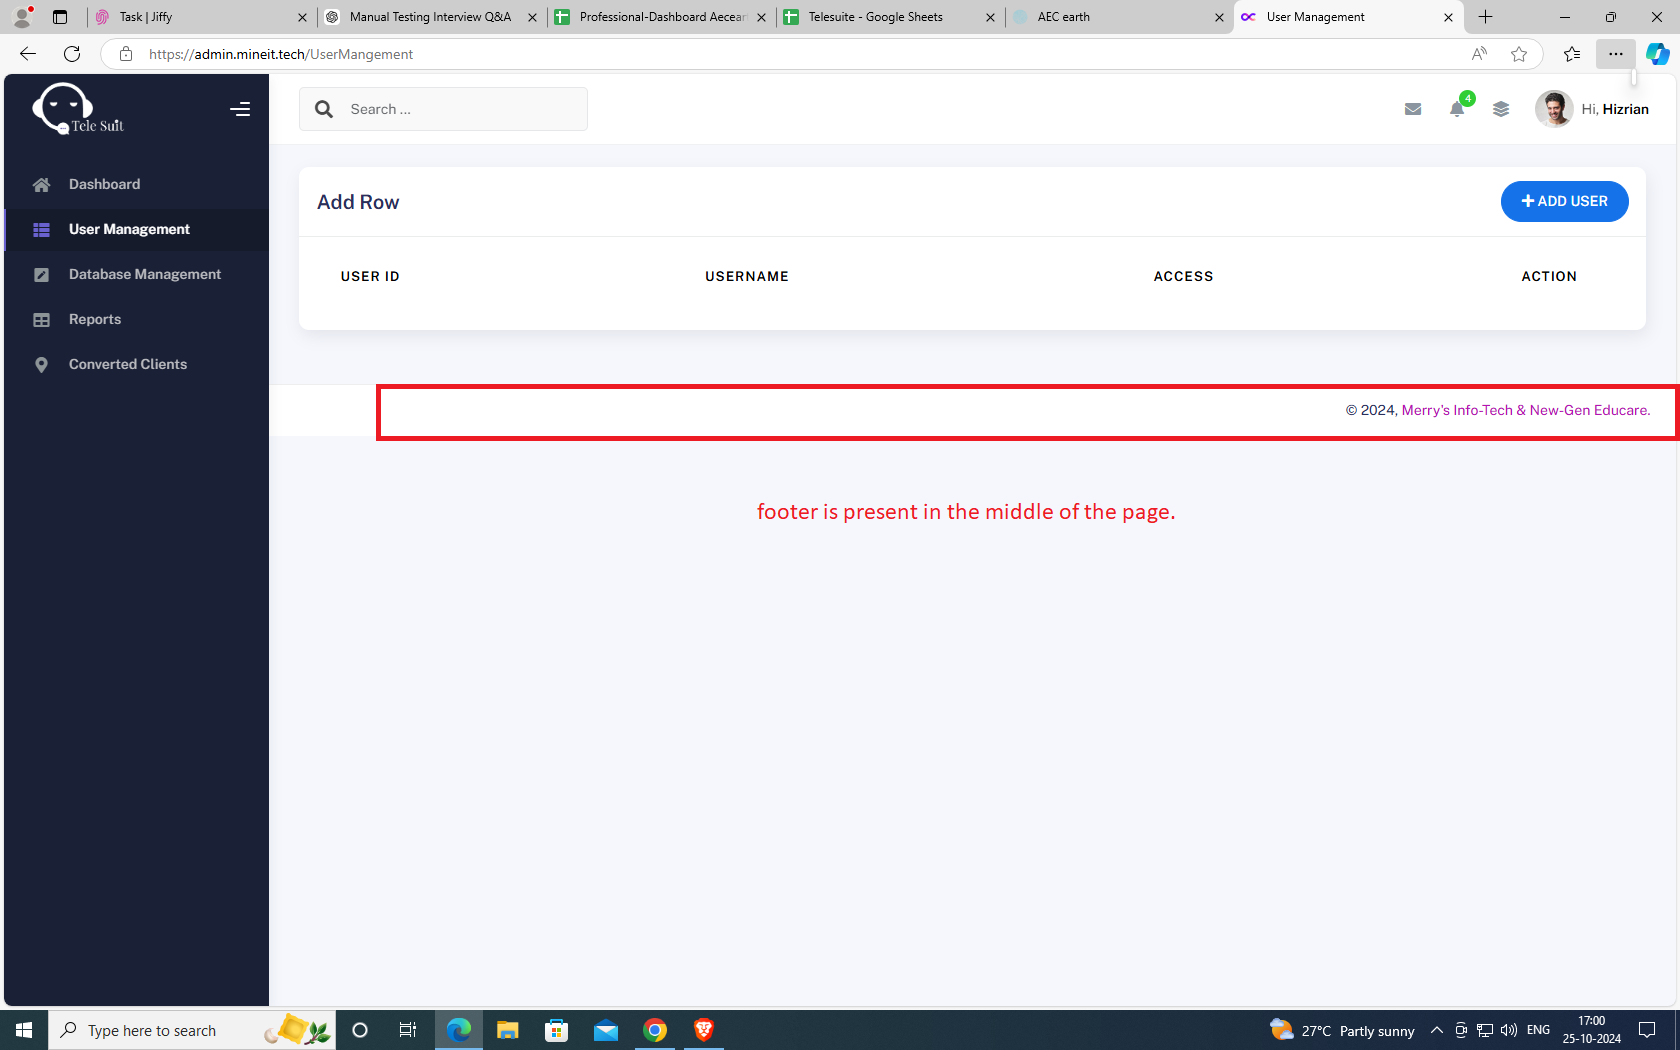 Task | Jiffy
Manual Testing Interview Q&A
Professional-Dashboard Aecear
Telesuite - Google Sheets
AEC earth
User Management
https://admin.mineit.tech/UserMangement
Tele Suit
Search ...
4
Hi, Hizrian
Dashboard
User Management
Database Management
Reports
Converted Clients
Add Row
ADD USER
USER ID USERNAME ACCESS ACTION
© 2024, Merry's Info-Tech & New-Gen Educare.
footer is present in the middle of the page.
Type here to search
27°C Partly sunny
ENG
17:00
25-10-2024